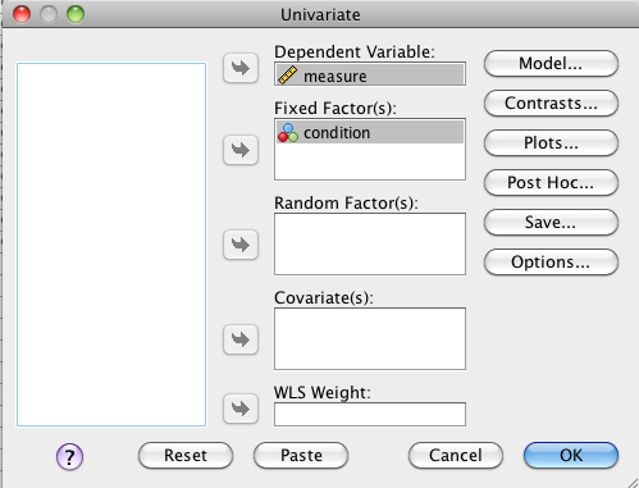 Univariate
Dependent Variable:
measure
Fixed Factor(s):
condition
Random Factor(s):
Covariate(s):
WLS Weight:
Model...
Contrasts...
Plots...
Post Hoc...
Save...
Options...
?
Reset
Paste
Cancel
OK